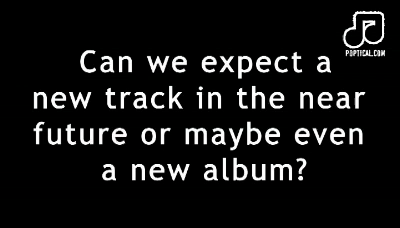 POPTICAL.COM
Can we expect a
new track in the near
future or maybe even
a new album?